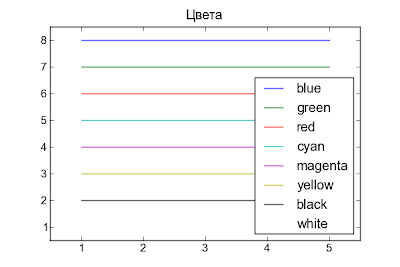 Цвета
8
7
6
5
4
3
2
1
blue
green
red
cyan
magenta
yellow
black
white
1 2 3 4 5